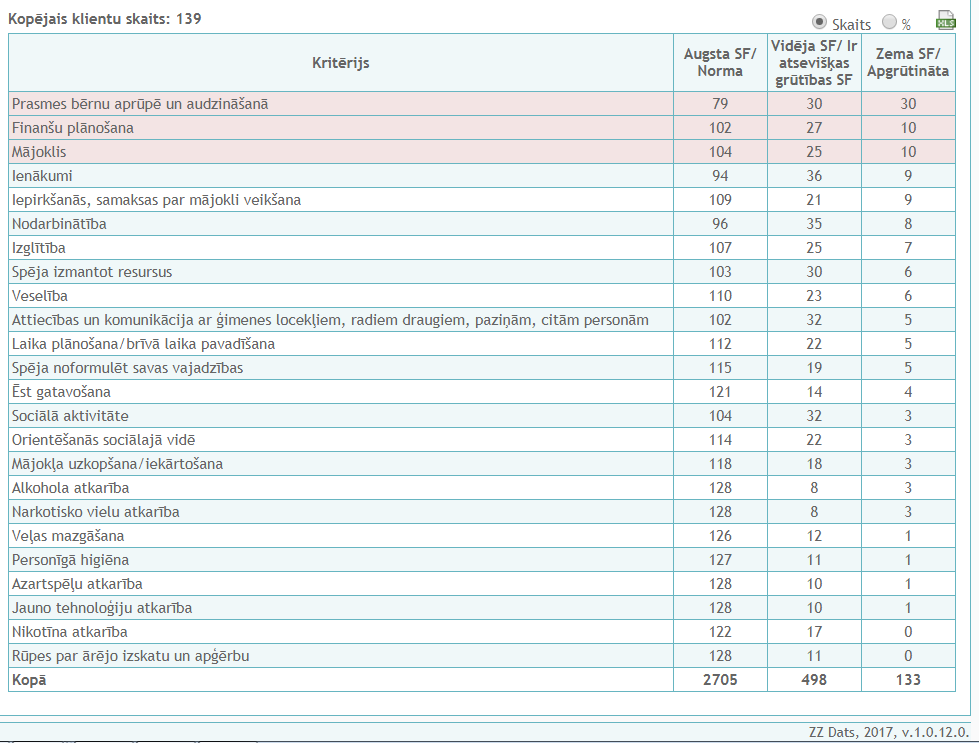 Kopējais klientu skaits: 139
Skaits % XLS
Kritērijs Augsta SF/ Norma Vidēja SF/ Ir atsevišķas grūtības SF Zema SF/ Apgrūtināta
Prasmes bērnu aprūpē un audzināšanā 79 30 30
Finanšu plānošana 102 27 10
Mājoklis 104 25 10
Ienākumi 94 36 9
Iepirkšanās, samaksas par mājokli veikšana 109 21 9
Nodarbinātība 96 35 8
Izglītība 107 25 7
Spēja izmantot resursus 103 30 6
Veselība 110 23 6
Attiecības un komunikācija ar ģimenes locekļiem, radiem draugiem, paziņām, citām personām 102 32 5
Laika plānošana/brīvā laika pavadīšana 112 22 5
Spēja noformulēt savas vajadzības 115 19 5
Ēst gatavošana 121 14 4
Sociālā aktivitāte 104 32 3
Orientēšanās sociālajā vidē 114 22 3
Mājokļa uzkopšana/iekārtošana 118 18 3
Alkohola atkarība 128 8 3
Narkotisko vielu atkarība 128 8 3
Veļas mazgāšana 126 12 1
Personīgā higiēna 127 11 1
Azartspēļu atkarība 128 10 1
Jauno tehnoloģiju atkarība 128 10 1
Nikotīna atkarība 122 17 0
Rūpes par ārējo izskatu un apģērbu 128 11 0
Kopā 2705 498 133
ZZ Dats, 2017, v.1.0.12.0.